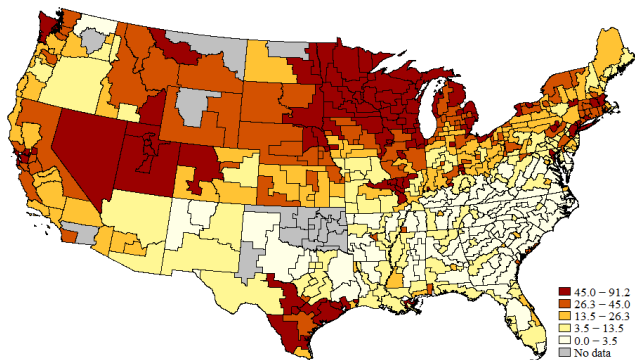 45.0 – 91.2
26.3 – 45.0
13.5 – 26.3
3.5 – 13.5
0.0 – 3.5
No data